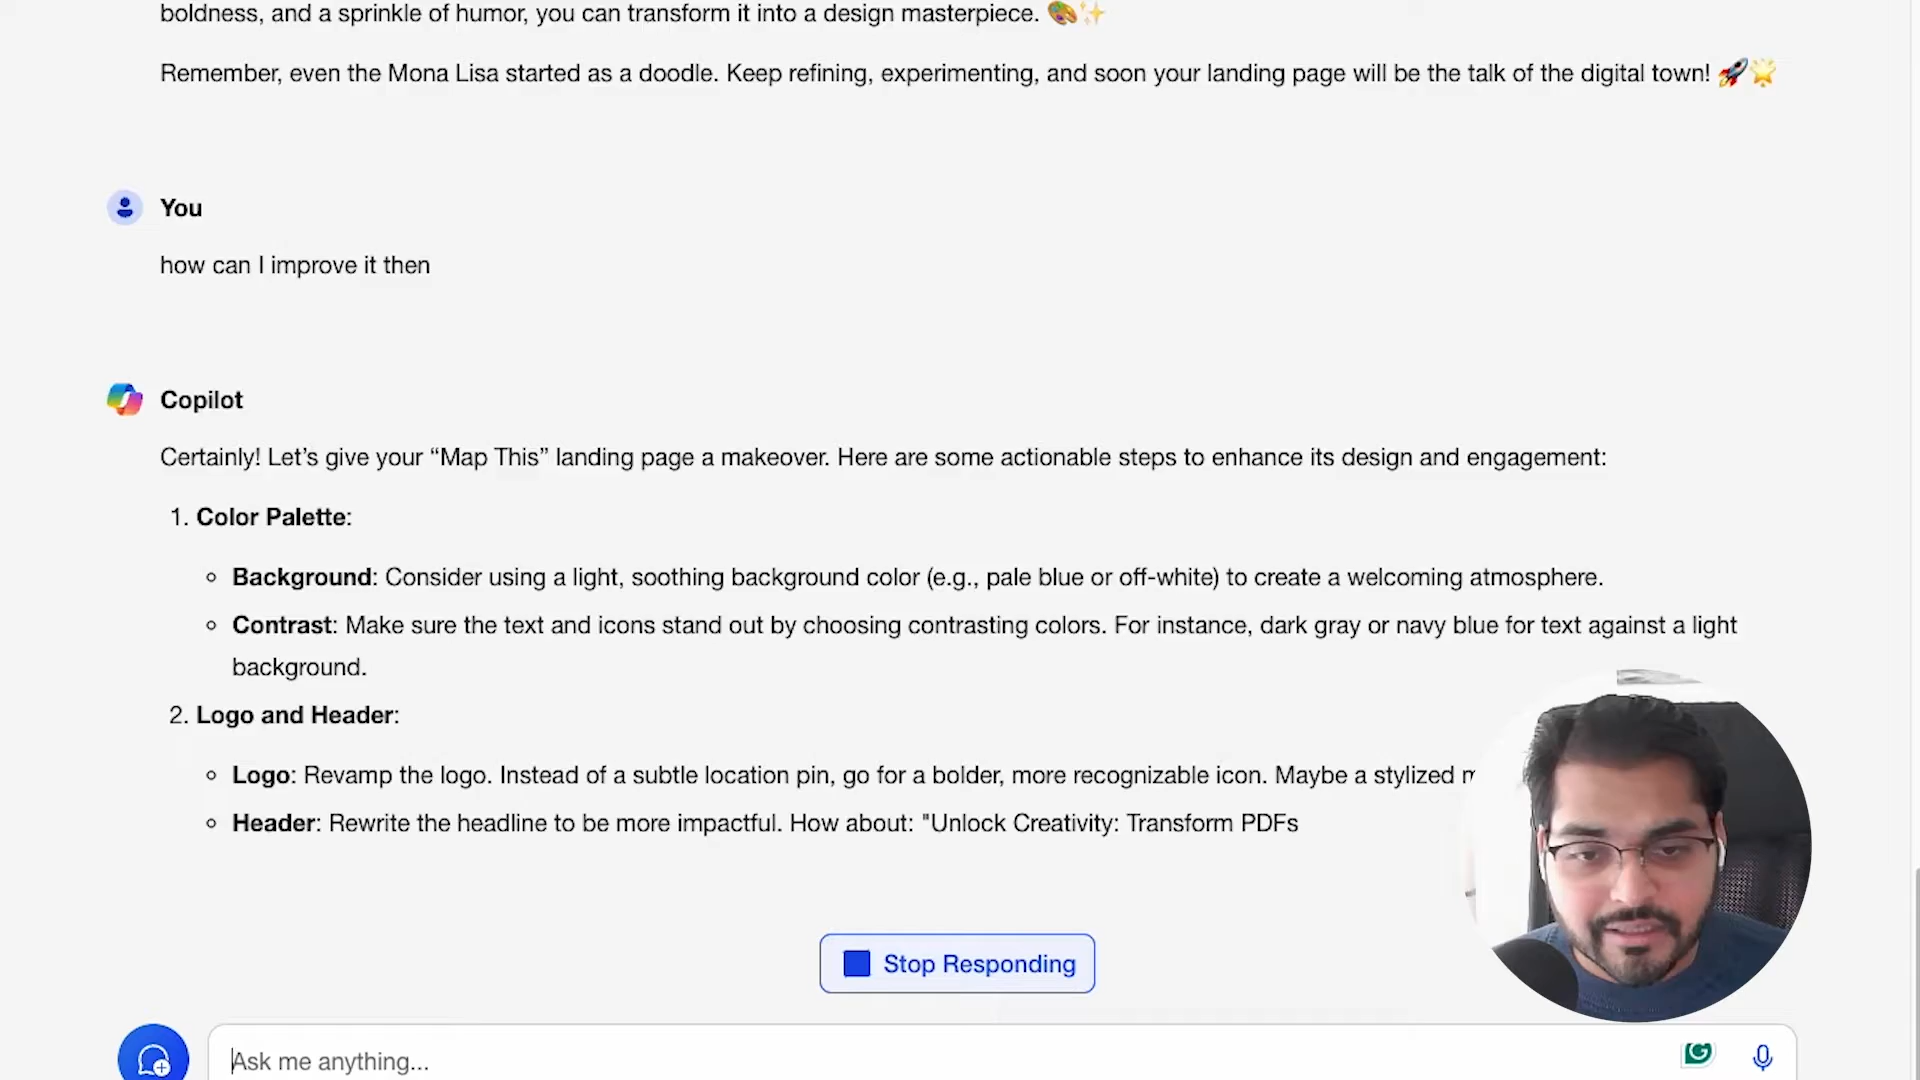 boldness, and a sprinkle of humor, you can transform it into a design masterpiece. 🎨✨
Remember, even the Mona Lisa started as a doodle. Keep refining, experimenting, and soon your landing page will be the talk of the digital town! 🚀🌟
You
how can I improve it then
Copilot
Certainly! Let’s give your “Map This” landing page a makeover. Here are some actionable steps to enhance its design and engagement:
1. Color Palette:
Background: Consider using a light, soothing background color (e.g., pale blue or off-white) to create a welcoming atmosphere.
Contrast: Make sure the text and icons stand out by choosing contrasting colors. For instance, dark gray or navy blue for text against a light
background.
2. Logo and Header:
Logo: Revamp the logo. Instead of a subtle location pin, go for a bolder, more recognizable icon. Maybe a stylized
Header: Rewrite the headline to be more impactful. How about: "Unlock Creativity: Transform PDFs
Stop Responding
Ask me anything...